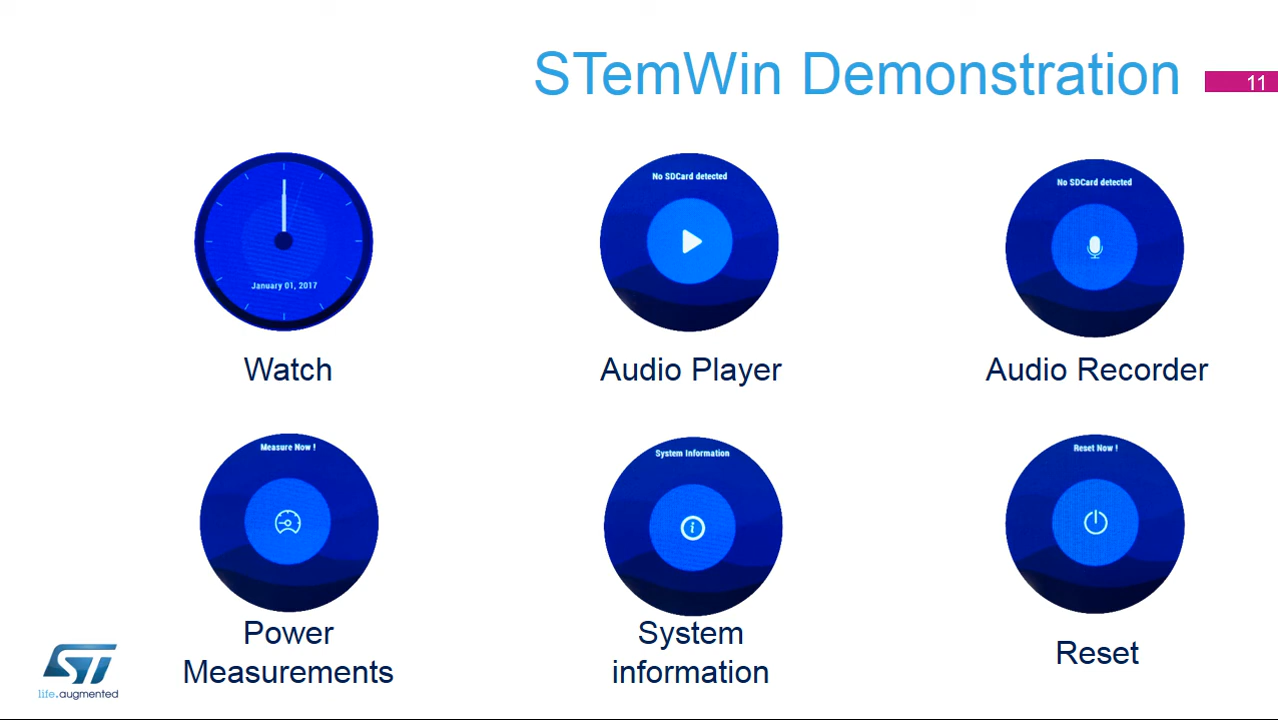 STemWin Demonstration
11
January 01, 2017
No SDCard detected
No SDCard detected
Watch
Audio Player
Audio Recorder
Measure Now !
System Information
i
Reset Now !
Power
Measurements
System
information
Reset
ST
life.augmented